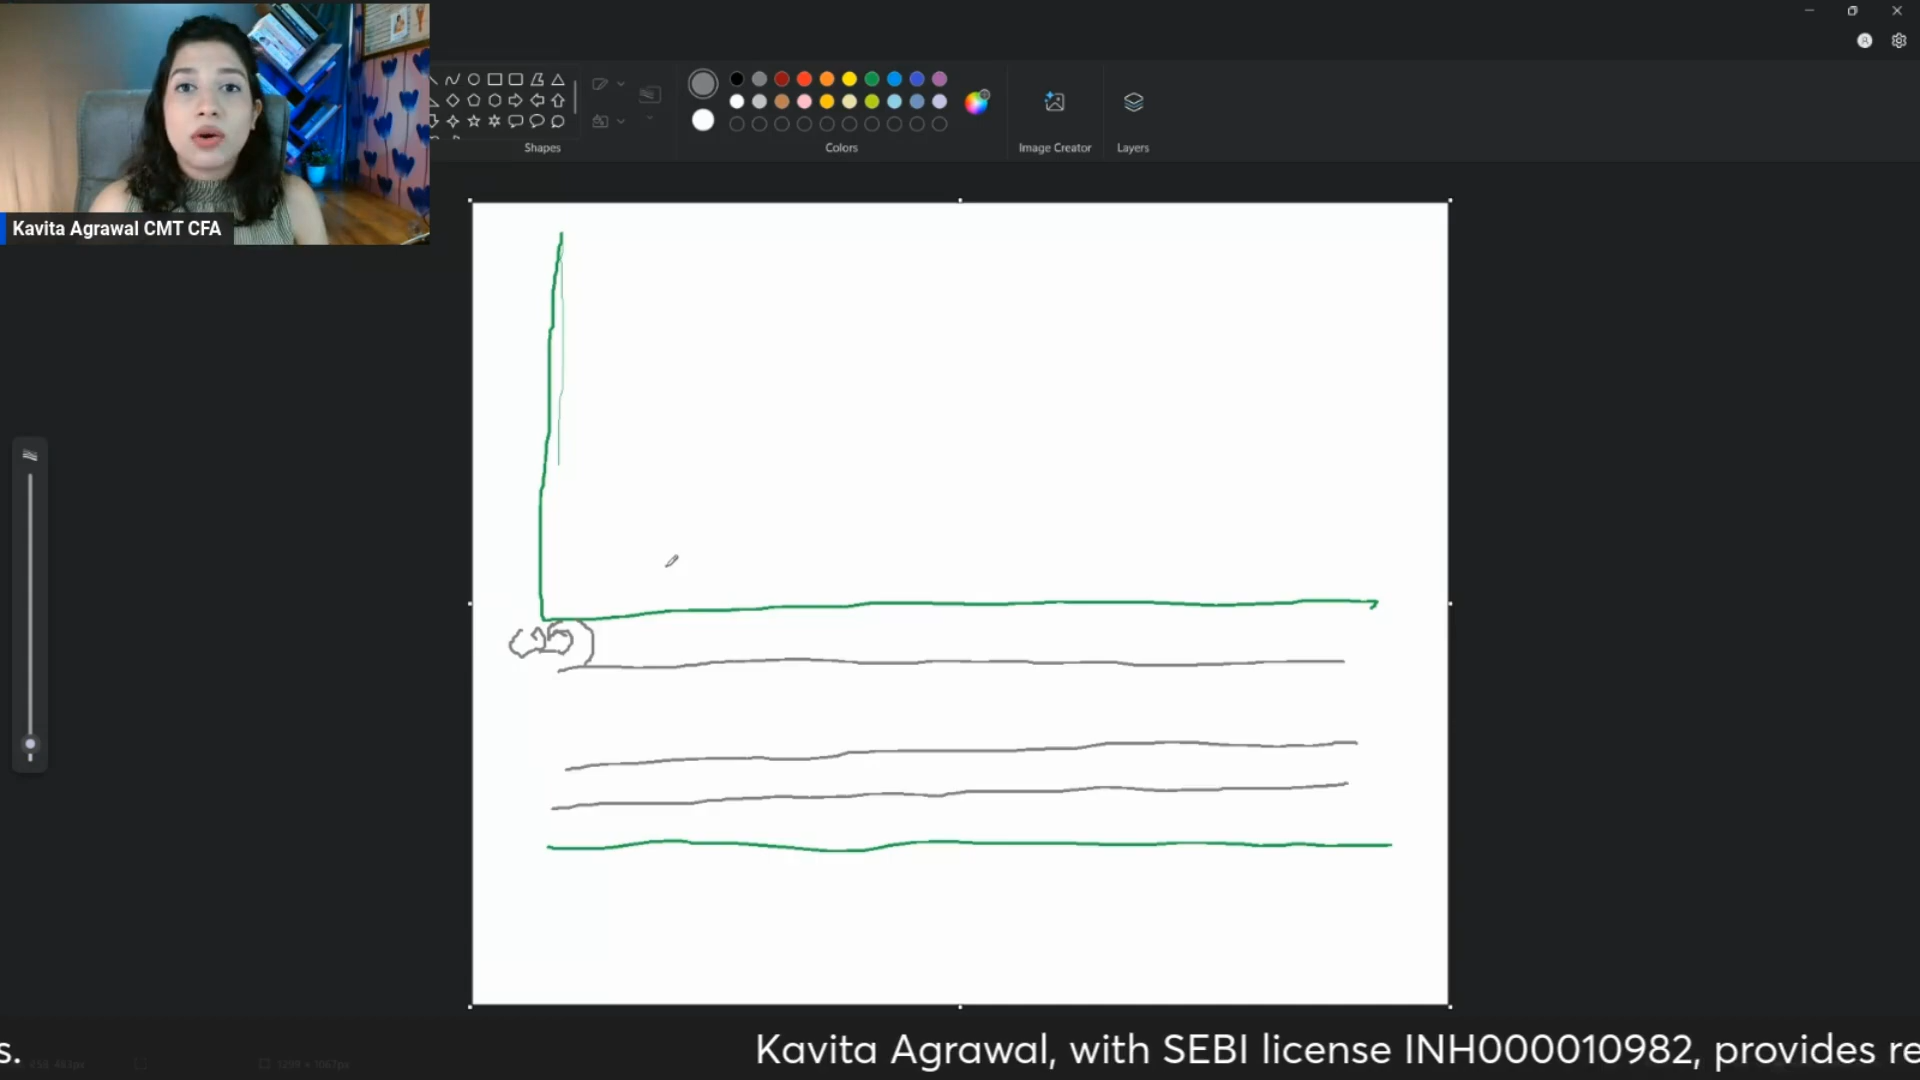 Kavita Agrawal CMT CFA
Shapes
Colors
Image Creator
Layers
s.
Kavita Agrawal, with SEBI license INH000010982, provides re